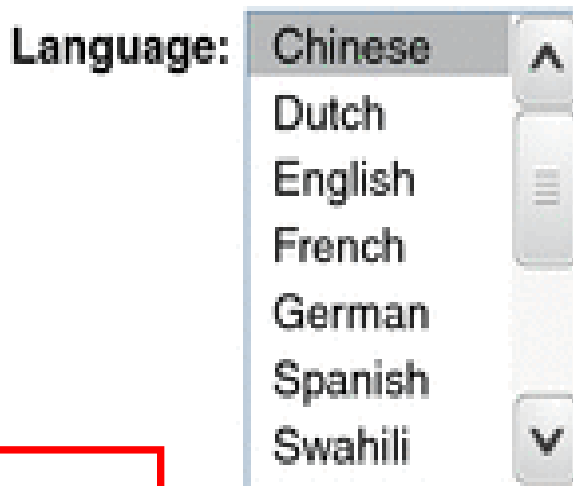 Language: Chinese
Dutch
English
French
German
Spanish
Swahili